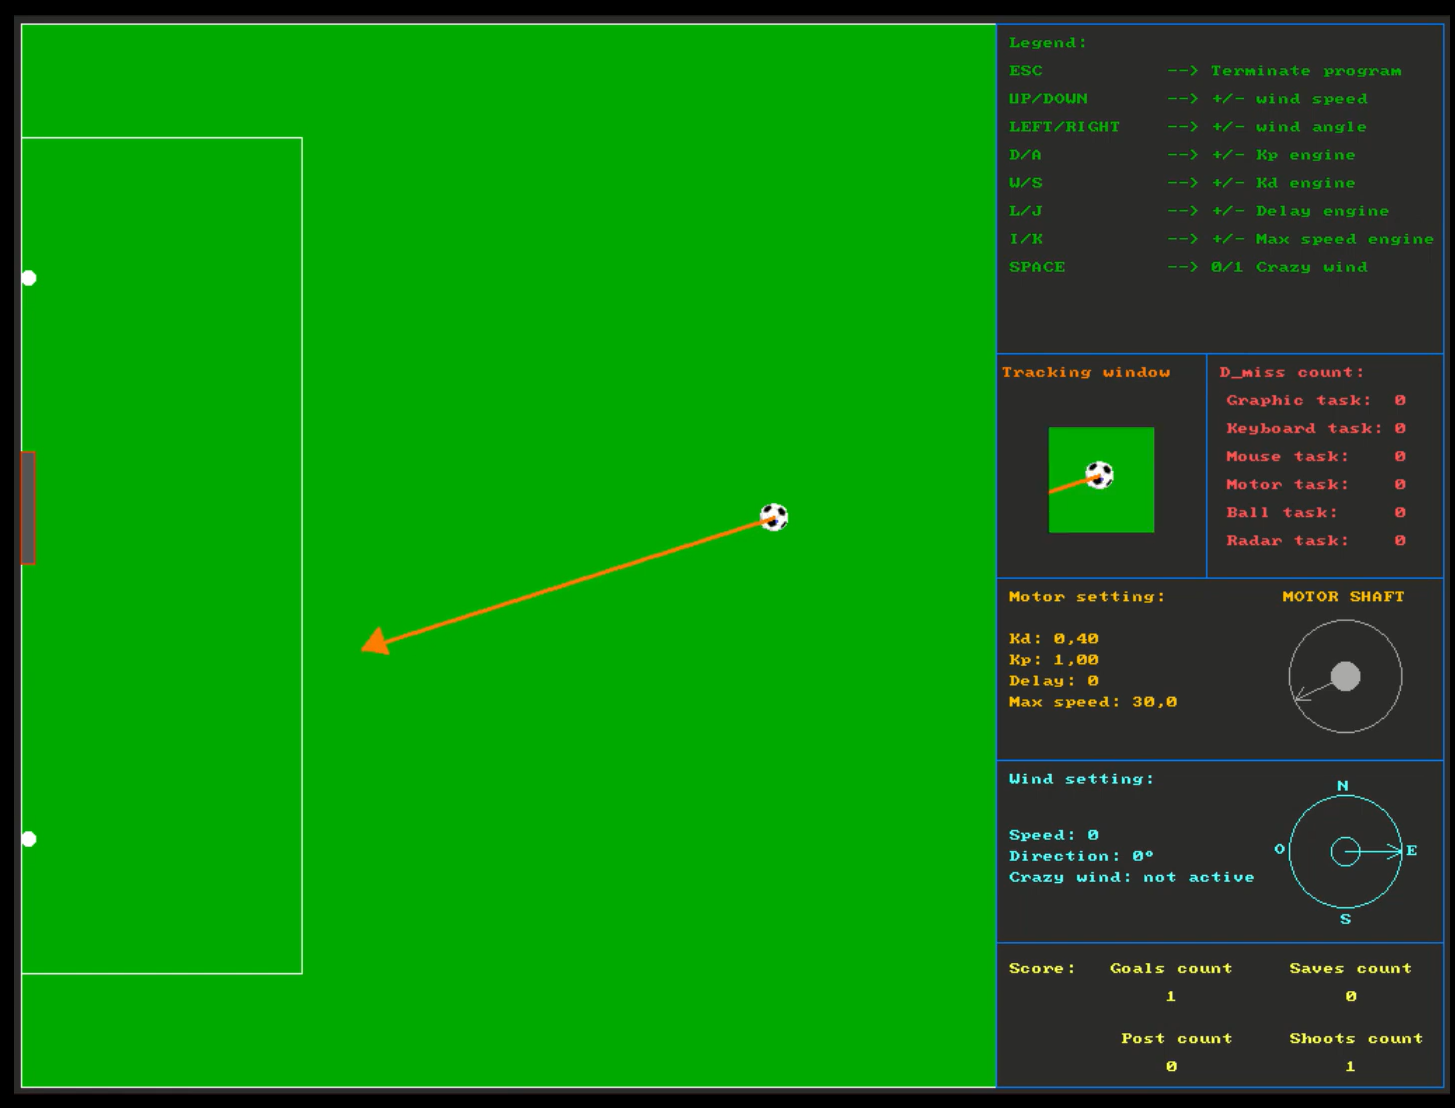 Legend:
ESC --> Terminate program
UP/DOWN --> +/- wind speed
LEFT/RIGHT --> +/- wind angle
D/A --> +/- Kp engine
W/S --> +/- Kd engine
L/J --> +/- Delay engine
I/K --> +/- Max speed engine
SPACE --> 0/1 Crazy wind
Tracking window
D_miss count:
Graphic task: 0
Keyboard task: 0
Mouse task: 0
Motor task: 0
Ball task: 0
Radar task: 0
Motor setting:
Kd: 0,40
Kp: 1,00
Delay: 0
Max speed: 30,0
MOTOR SHAFT
Wind setting:
Speed: 0
Direction: 0°
Crazy wind: not active
N
O
E
S
Score: Goals count Saves count
1 0
Post count Shoots count
0 1